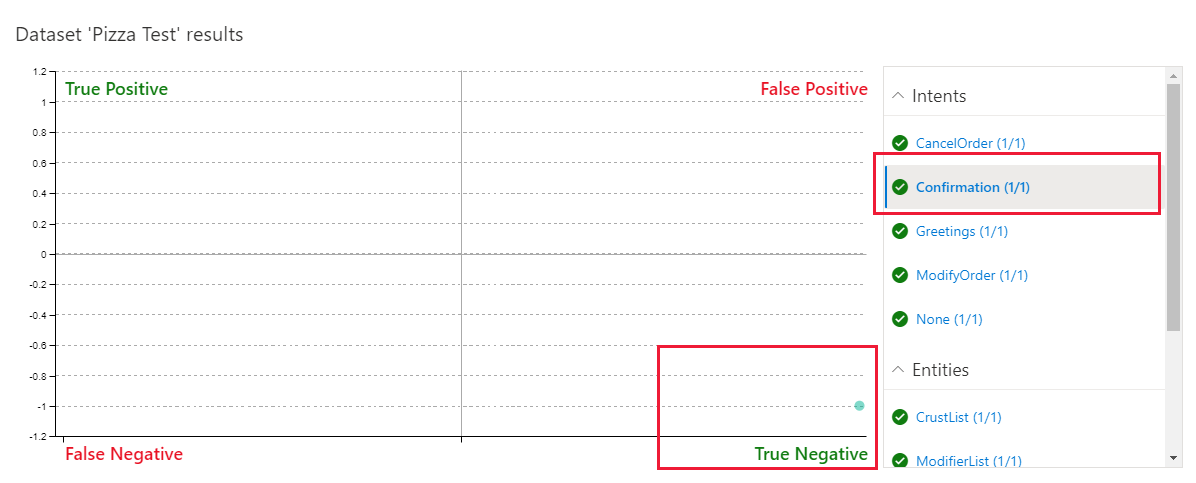 Dataset 'Pizza Test' results
1.2
True Positive
False Positive
1
0.8
0.6
0.4
0.2
0
-0.2
-0.4
-0.6
-0.8
-1
-1.2
False Negative
True Negative
Intents
CancelOrder (1/1)
Confirmation (1/1)
Greetings (1/1)
ModifyOrder (1/1)
None (1/1)
Entities
CrustList (1/1)
ModifierList (1/1)